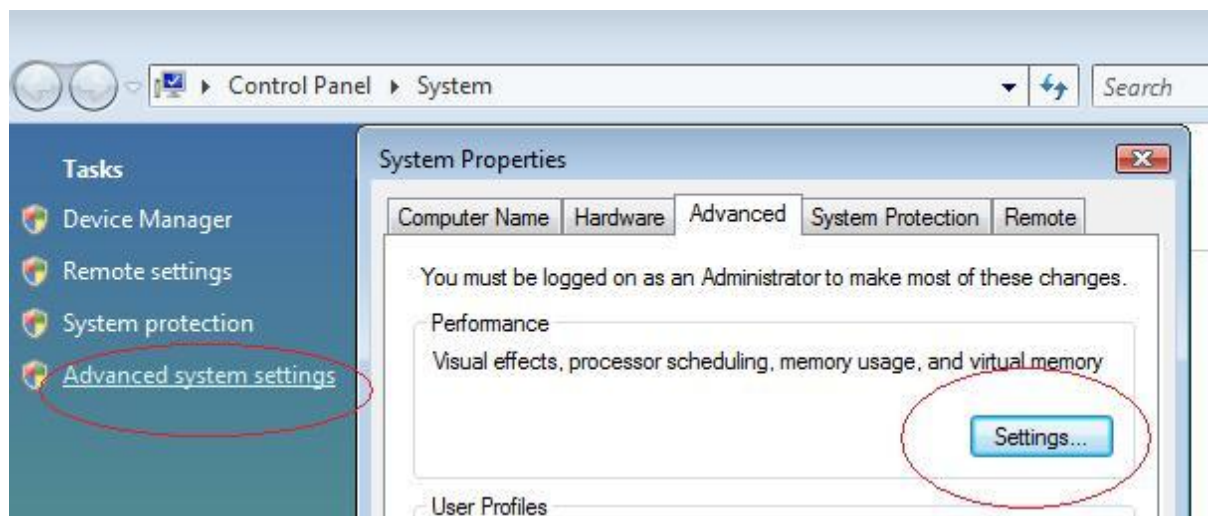 Control Panel System Search
System Properties
Tasks
Computer Name Hardware Advanced System Protection Remote
Device Manager
You must be logged on as an Administrator to make most of these changes.
Remote settings
Performance
System protection
Visual effects, processor scheduling, memory usage, and virtual memory
Advanced system settings
Settings...
User Profiles